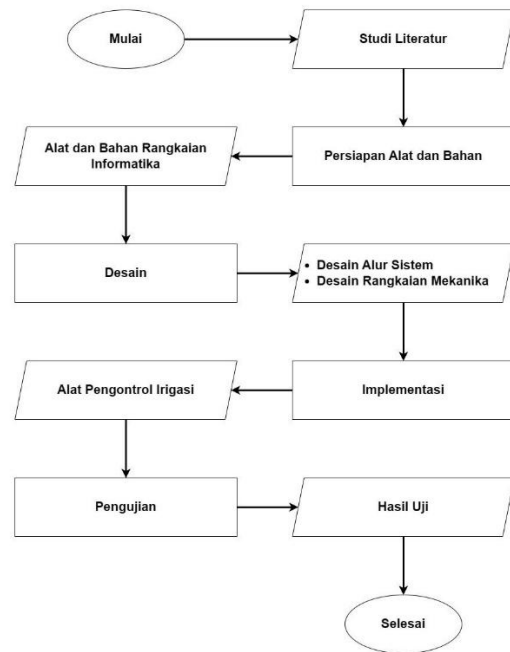 Mulai
Studi Literatur
Persiapan Alat dan Bahan
Alat dan Bahan Rangkaian
Informatika
Desain
• Desain Alur Sistem
• Desain Rangkaian Mekanika
Implementasi
Alat Pengontrol Irigasi
Pengujian
Hasil Uji
Selesai